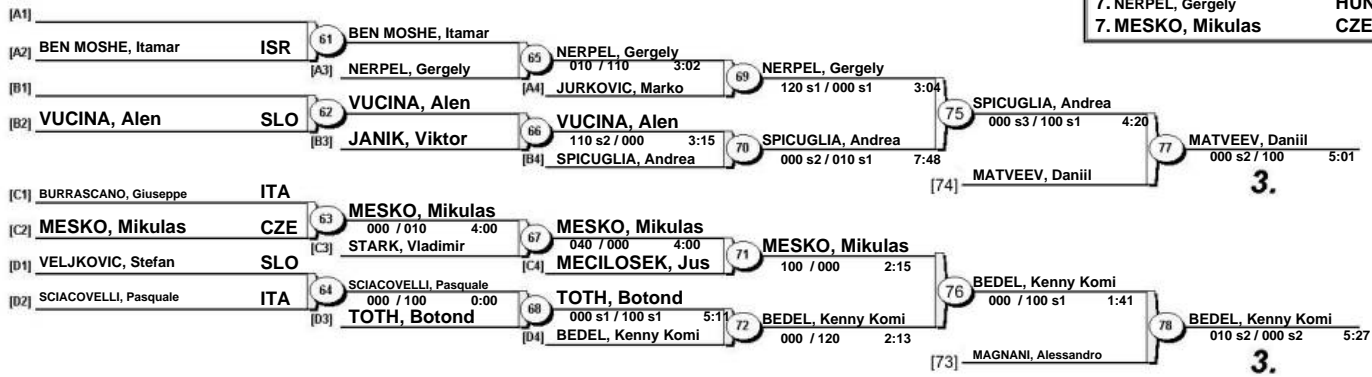 7. NERPEL, Gergely HUN
7. MESKO, Mikulas CZE
[A1]
[A2] BEN MOSHE, Itamar ISR
61 BEN MOSHE, Itamar
[A3] NERPEL, Gergely
65 NERPEL, Gergely
010 / 110 3:02
[A4] JURKOVIC, Marko
69 NERPEL, Gergely
120 s1 / 000 s1 3:04
[B1]
[B2] VUCINA, Alen SLO
62 VUCINA, Alen
[B3] JANIK, Viktor
66 VUCINA, Alen
110 s2 / 000 3:15
[B4] SPICUGLIA, Andrea
70 SPICUGLIA, Andrea
000 s2 / 010 s1 7:48
75 SPICUGLIA, Andrea
000 s3 / 100 s1 4:20
[74] MATVEEV, Daniil
77 MATVEEV, Daniil
000 s2 / 100 5:01
3.
[C1] BURRASCANO, Giuseppe ITA
[C2] MESKO, Mikulas CZE
63 MESKO, Mikulas
000 / 010 4:00
[C3] STARK, Vladimir
67 MESKO, Mikulas
040 / 000 4:00
[C4] MECILOSEK, Jus
71 MESKO, Mikulas
100 / 000 2:15
[D1] VELJKOVIC, Stefan SLO
[D2] SCIACOVELLI, Pasquale ITA
64 SCIACOVELLI, Pasquale
000 / 100 0:00
[D3] TOTH, Botond
68 TOTH, Botond
000 s1 / 100 s1 5:11
[D4] BEDEL, Kenny Komi
72 BEDEL, Kenny Komi
000 / 120 2:13
76 BEDEL, Kenny Komi
000 / 100 s1 1:41
[73] MAGNANI, Alessandro
78 BEDEL, Kenny Komi
010 s2 / 000 s2 5:27
3.